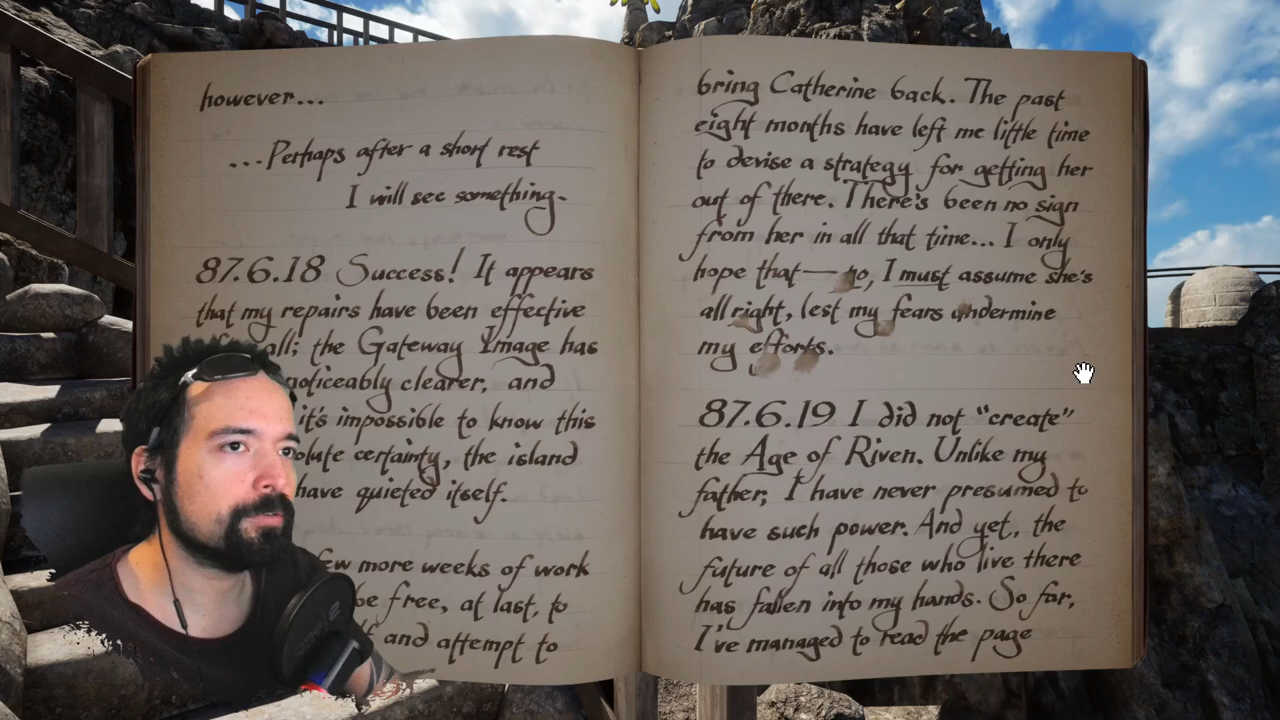 however...
...Perhaps after a short rest
I will see something.
87.6.18 Success! It appears
that my repairs have been effective
all; the Gateway Image has
noticeably clearer, and
it's impossible to know this
certainty, the island
have quieted itself.
more weeks of work
be free, at last, to
and attempt to
bring Catherine back. The past
eight months have left me little time
to devise a strategy for getting her
out of there. There's been no sign
from her in all that time... I only
hope that— no, I must assume she's
all right, lest my fears undermine
my efforts.
87.6.19 I did not "create"
the Age of Riven. Unlike my
father, I have never presumed to
have such power. And yet, the
future of all those who live there
has fallen into my hands. So far,
I've managed to read the page